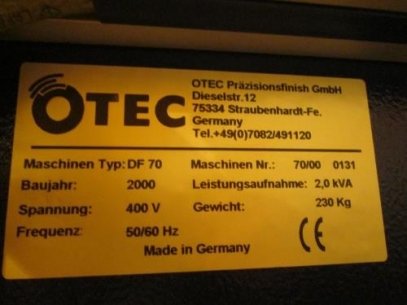 OTEC
OTEC Präzisionsfinish GmbH
Dieselstr.12
75334 Straubenhardt-Fe.
Germany
Tel.+49(0)7082/491120
Maschinen Typ: DF 70 Maschinen Nr.: 70/00 0131
Baujahr: 2000 Leistungsaufnahme: 2,0 kVA
Spannung: 400 V Gewicht: 230 Kg
Frequenz: 50/60 Hz
Made in Germany
CE